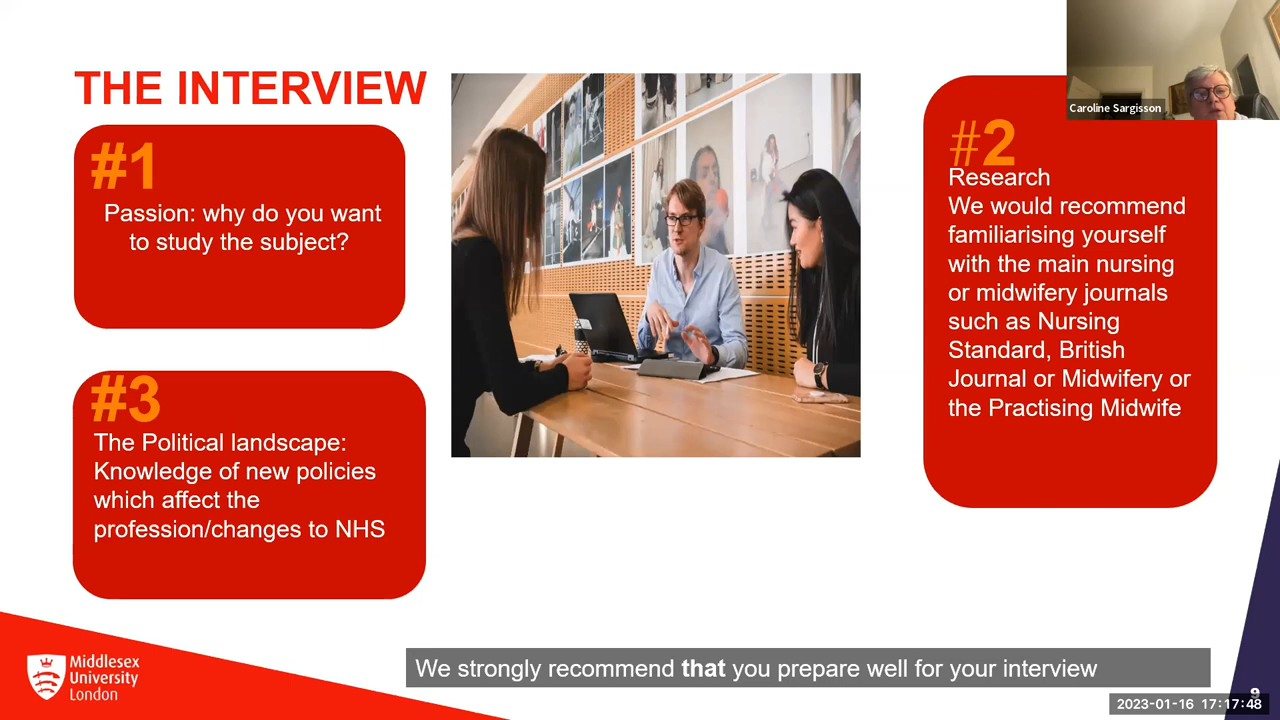 THE INTERVIEW
#1
Passion: why do you want
to study the subject?
#2
Research
We would recommend
familiarising yourself
with the main nursing
or midwifery journals
such as Nursing
Standard, British
Journal or Midwifery or
the Practising Midwife
#3
The Political landscape:
Knowledge of new policies
which affect the
profession/changes to NHS
Caroline Sargisson
Middlesex
University
London
We strongly recommend that you prepare well for your interview
9
2023-01-16 17:17:48